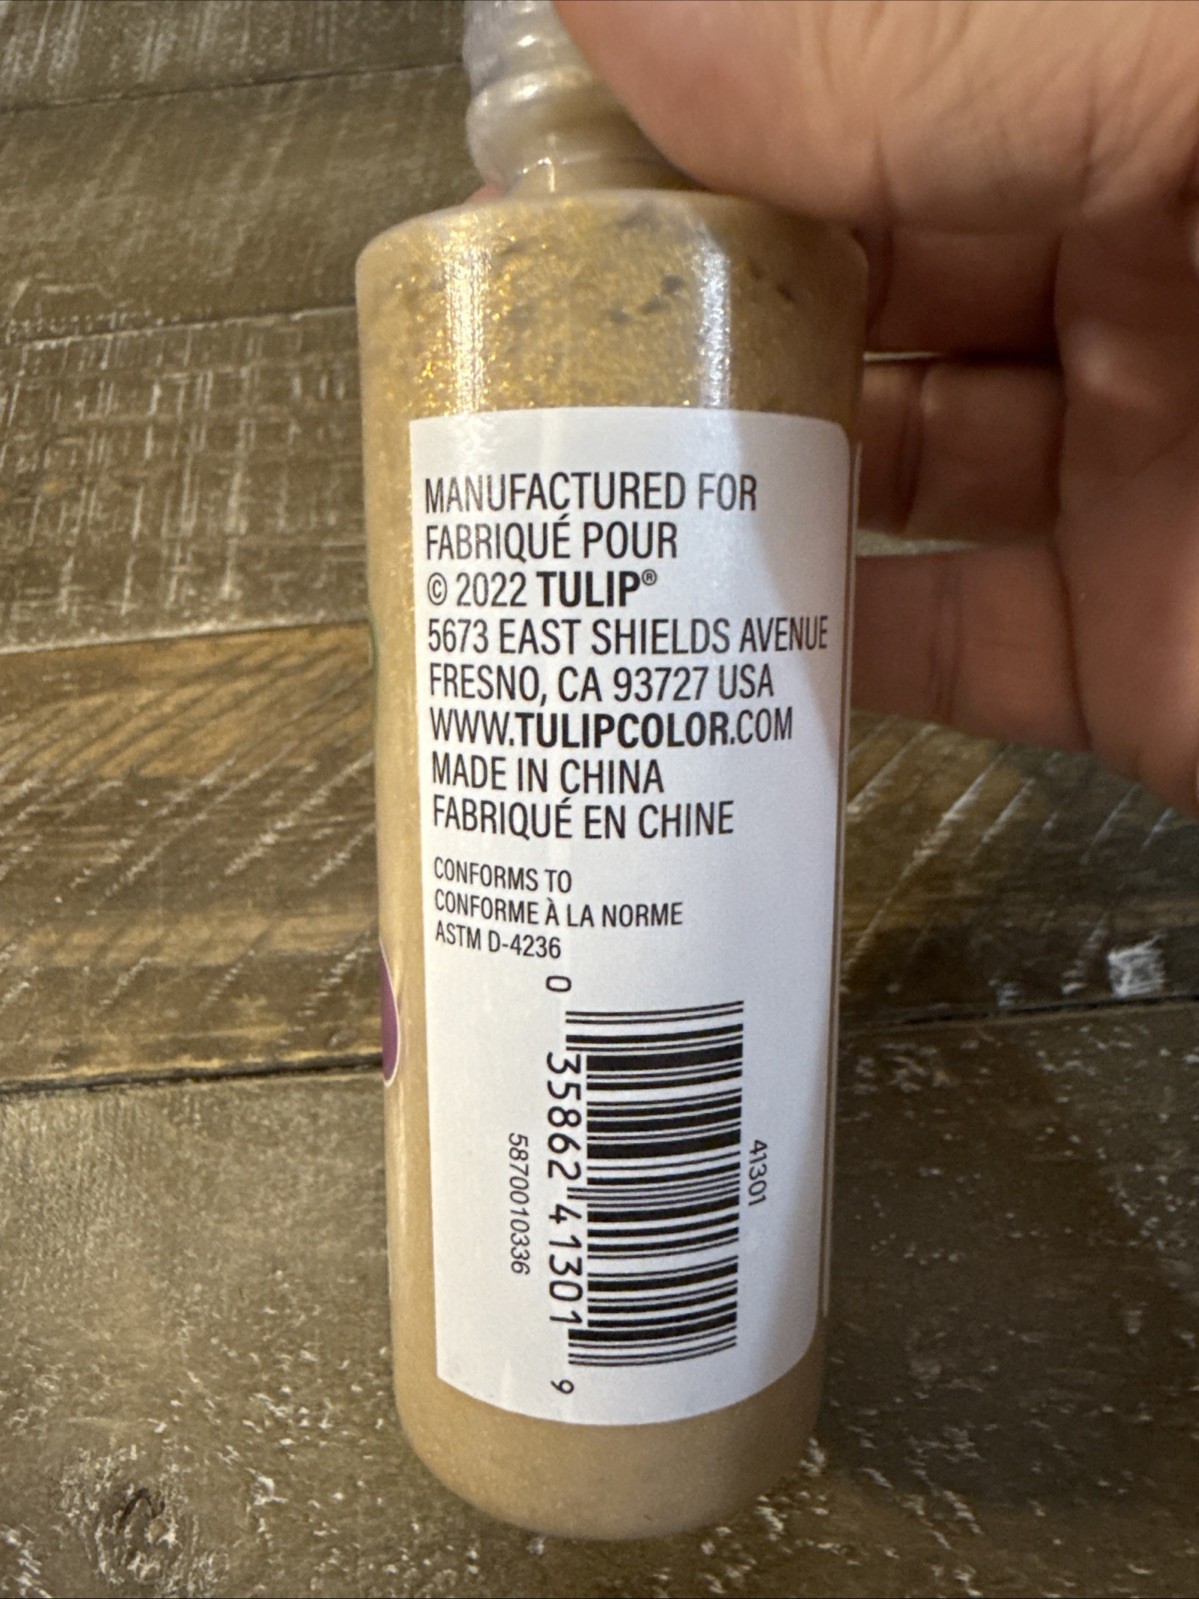 MANUFACTURED FOR
FABRIQUÉ POUR
© 2022 TULIP®
5673 EAST SHIELDS AVENUE
FRESNO, CA 93727 USA
WWW.TULIPCOLOR.COM
MADE IN CHINA
FABRIQUÉ EN CHINE
CONFORMS TO
CONFORME À LA NORME
ASTM D-4236
41301
0 35862 41301 9
5870010336